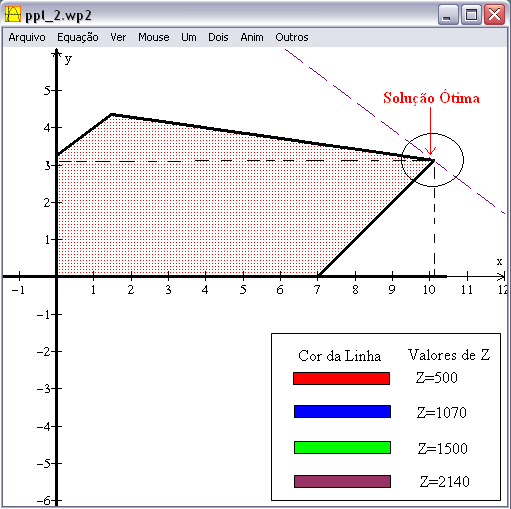 ppl_2.wp2
Arquivo Equação Ver Mouse Um Dois Anim Outros
y
5
Solução Ótima
4
3
2
1
x
-1 1 2 3 4 5 6 7 8 9 10 11 12
-1
-2
Cor da Linha Valores de Z
Z=500
-3
Z=1070
-4
Z=1500
-5
Z=2140
-6